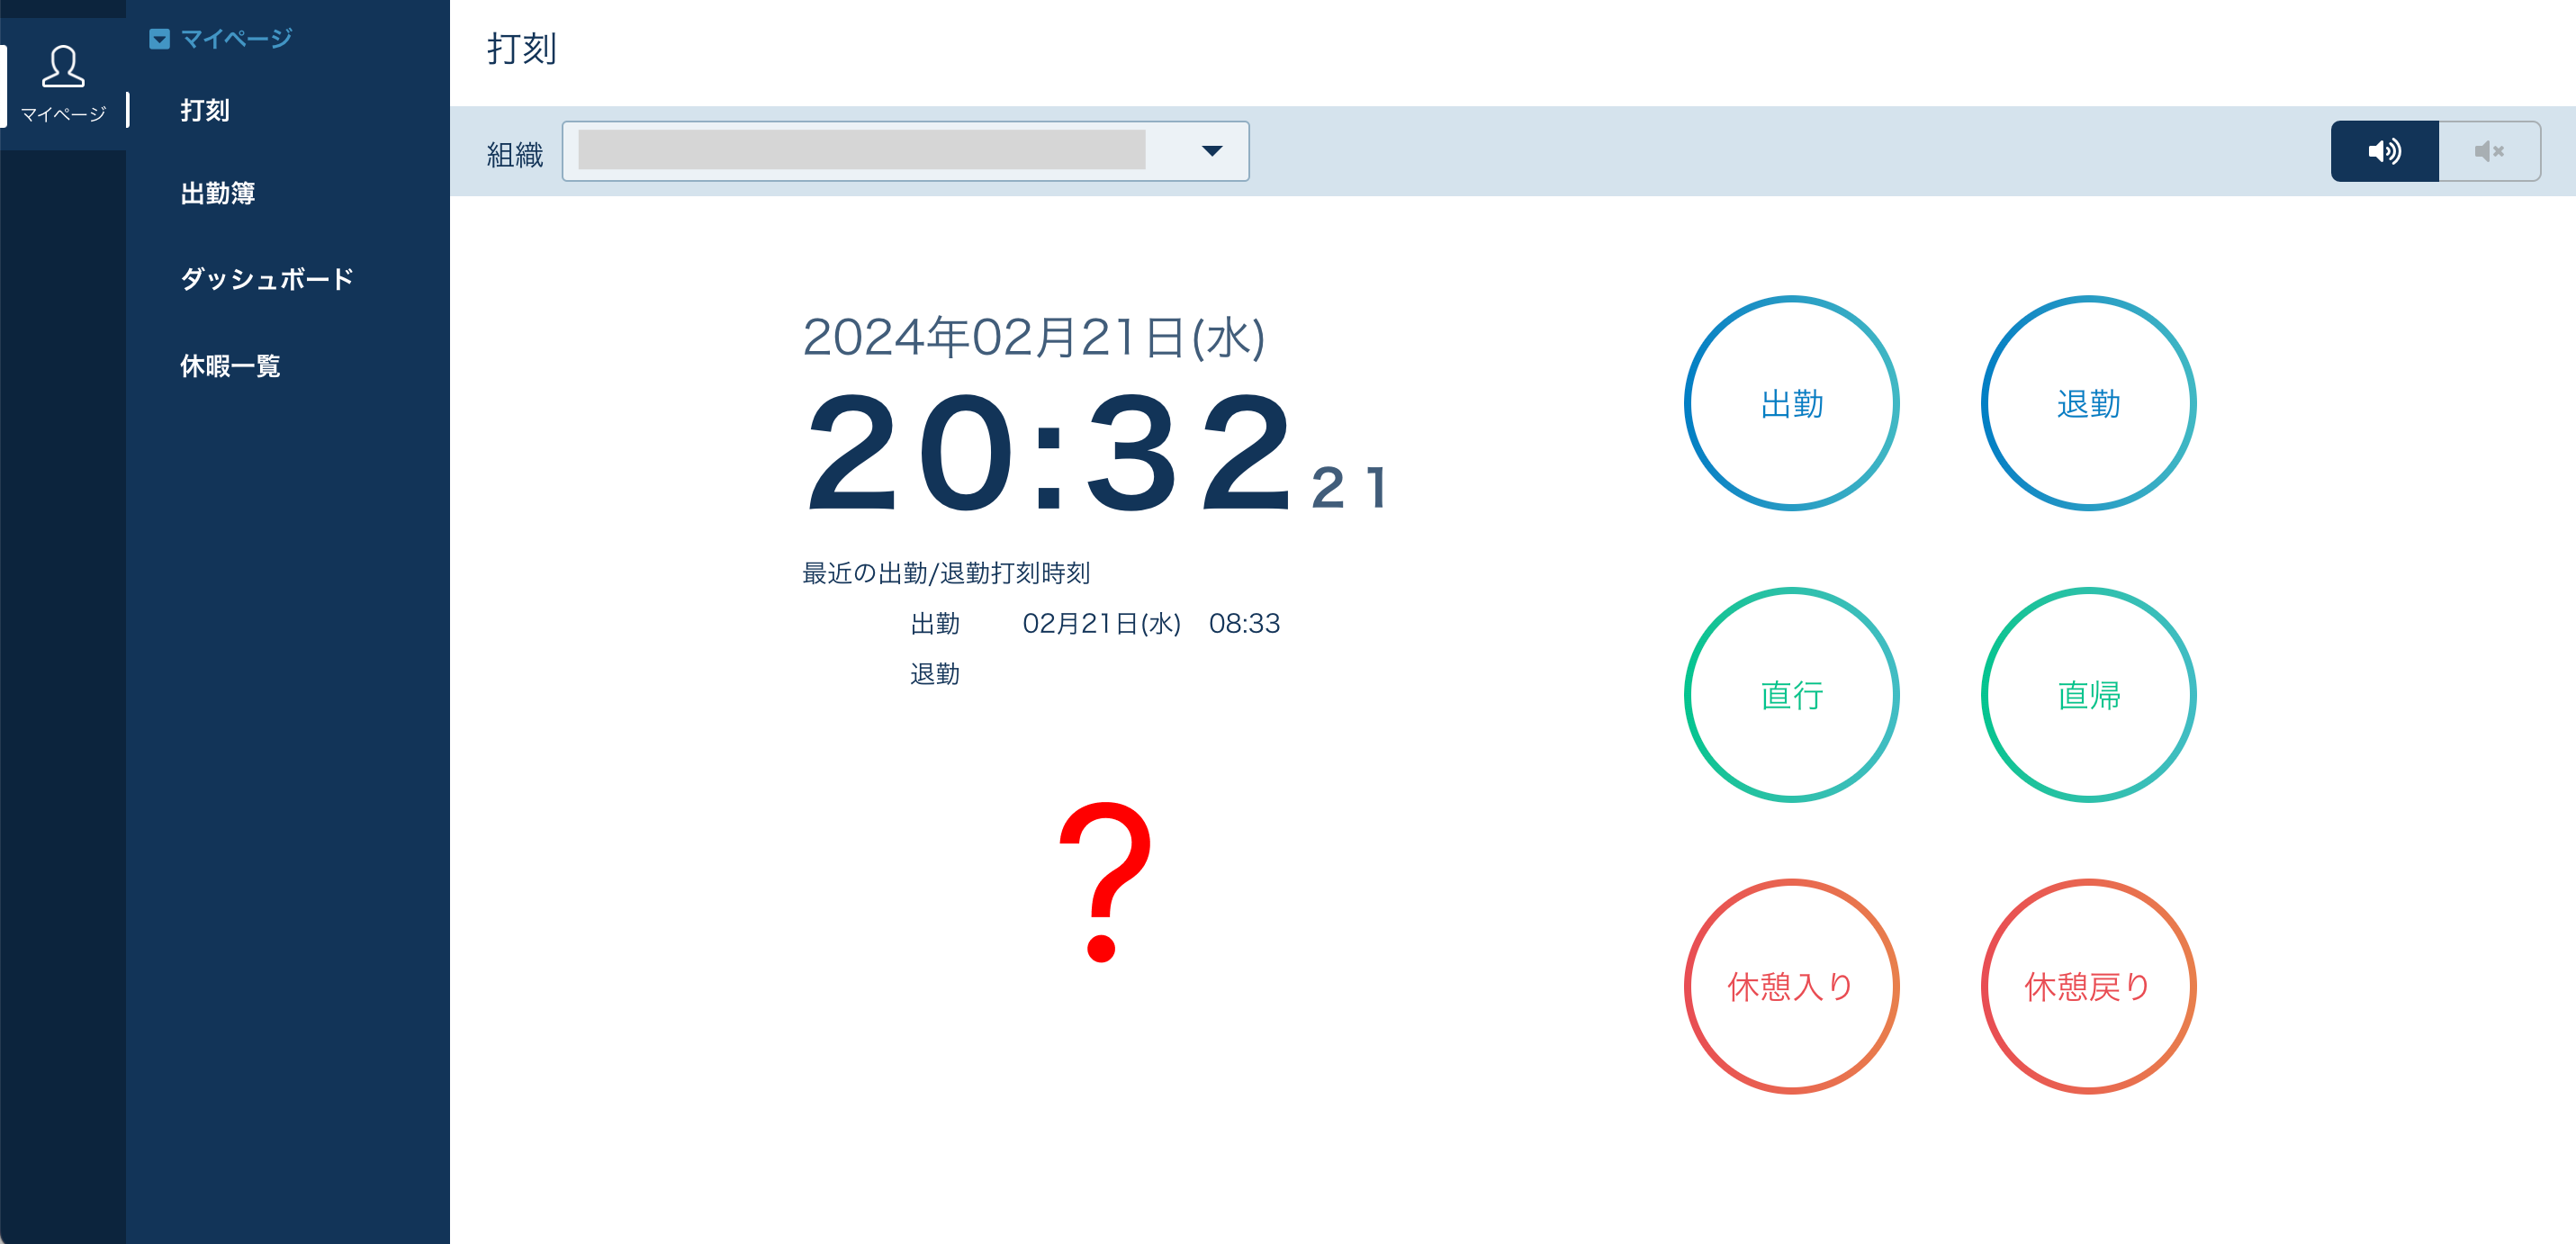 マイページ
マイページ
打刻
出勤簿
ダッシュボード
休暇一覧
打刻
組織
2024年02月21日(水)
20:32 21
最近の出勤/退勤打刻時刻
出勤 02月21日(水) 08:33
退勤
?
出勤 退勤
直行 直帰
休憩入り 休憩戻り